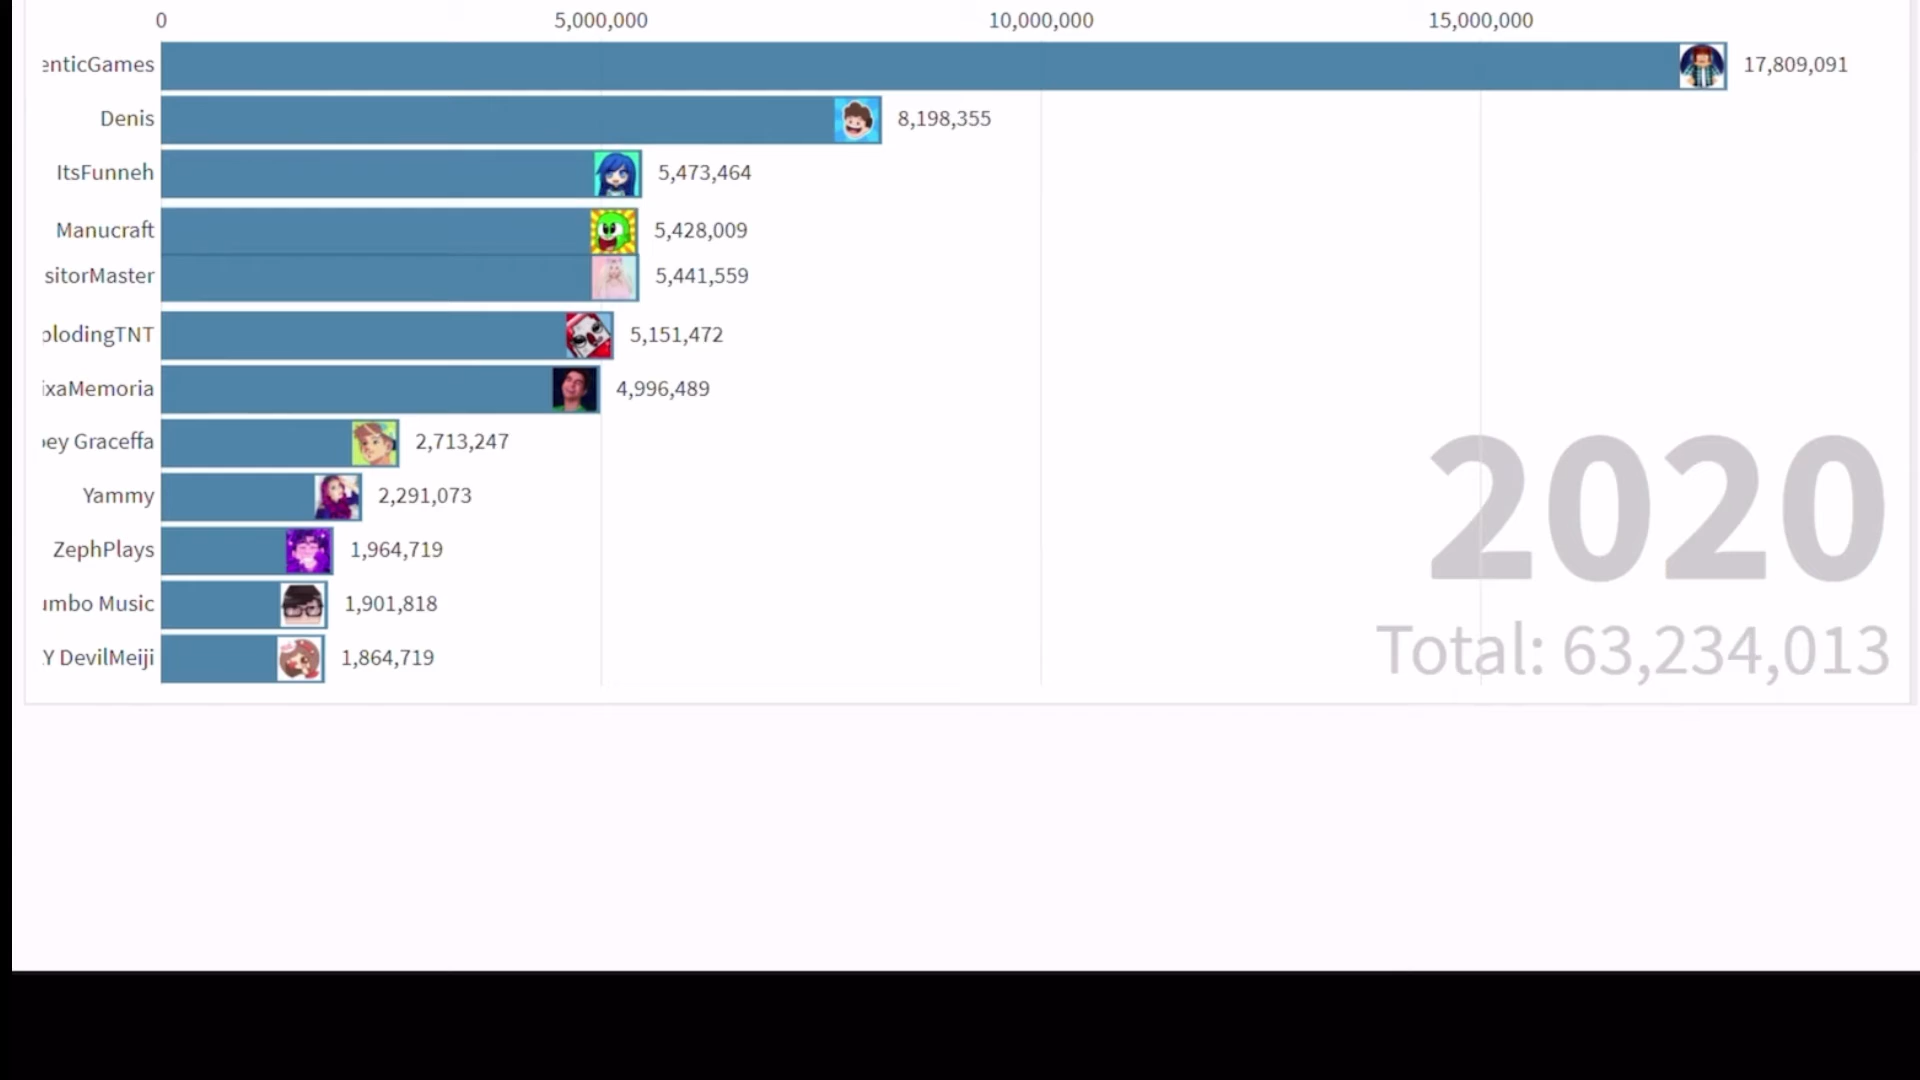 0 5,000,000 10,000,000 15,000,000
enticGames 17,809,091
Denis 8,198,355
ItsFunneh 5,473,464
Manucraft 5,428,009
sitorMaster 5,441,559
plodingTNT 5,151,472
ixaMemoria 4,996,489
oey Graceffa 2,713,247
Yammy 2,291,073
ZephPlays 1,964,719
umbo Music 1,901,818
Y DevilMeiji 1,864,719
2020
Total: 63,234,013